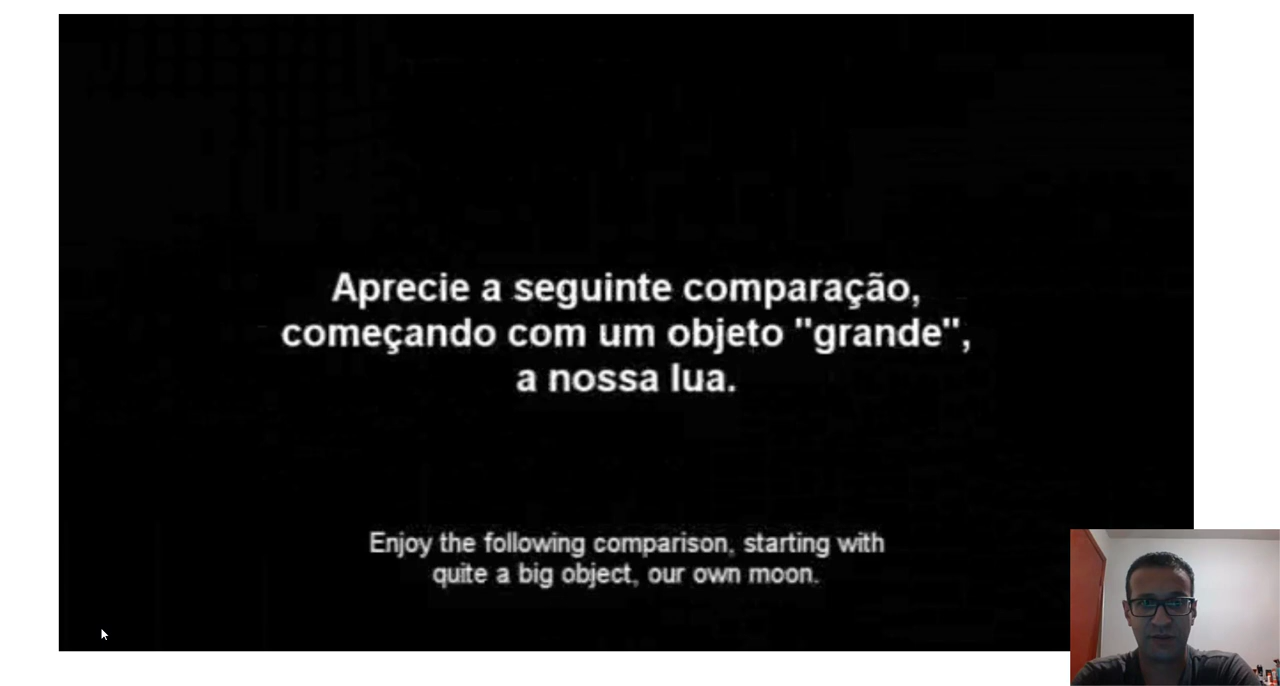 Aprecie a seguinte comparação,
começando com um objeto "grande",
a nossa lua.
Enjoy the following comparison, starting with
quite a big object, our own moon.